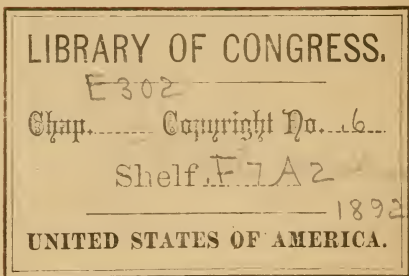 LIBRARY OF CONGRESS.
E302
Chap. Copyright No. .6
Shelf .F7A2
1892
UNITED STATES OF AMERICA.